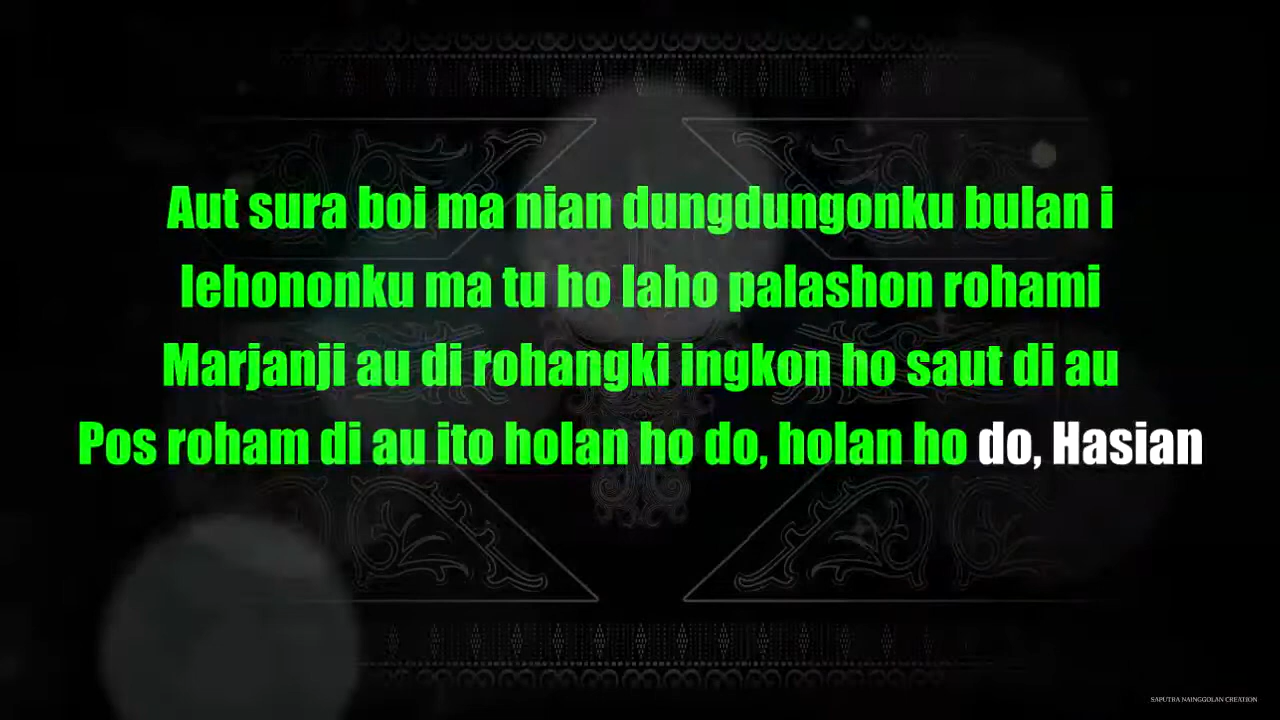 Aut sura boi ma nian dungdungonku bulan i
lehononku ma tu ho laho palashon rohami
Marjanji au di rohangki ingkon ho saut di au
Pos roham di au ito holan ho do, holan ho do, Hasian
SAPUTRA NAINGGOLAN CREATION